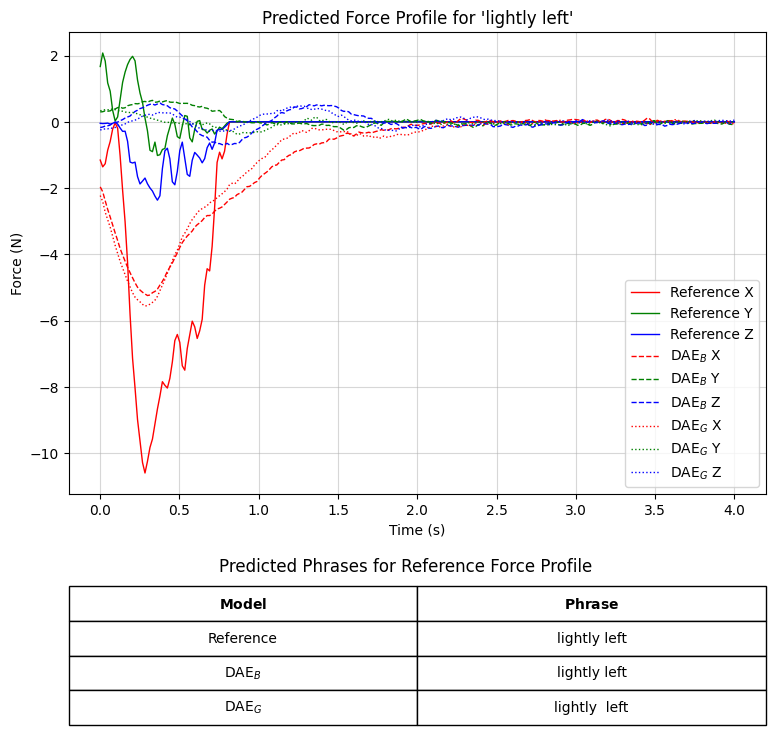 Predicted Force Profile for 'lightly left'
Force (N)
2
0
−2
−4
−6
−8
−10
0.0 0.5 1.0 1.5 2.0 2.5 3.0 3.5 4.0
Time (s)
Reference X
Reference Y
Reference Z
DAE_B X
DAE_B Y
DAE_B Z
DAE_G X
DAE_G Y
DAE_G Z
Predicted Phrases for Reference Force Profile
Model Phrase
Reference lightly left
DAE_B lightly left
DAE_G lightly  left